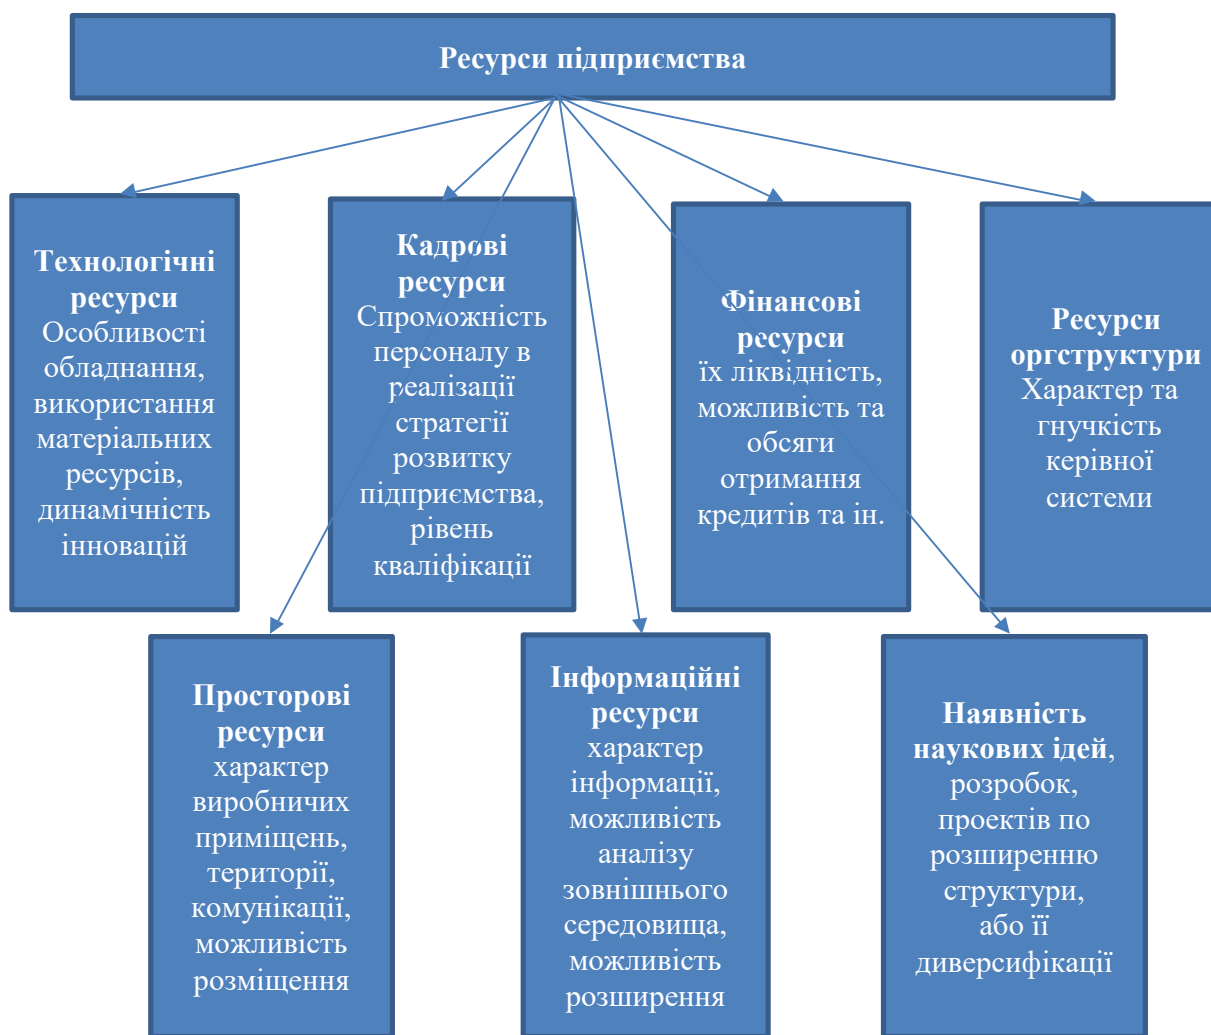 Ресурси підприємства
Технологічні
ресурси
Особливості
обладнання,
використання
матеріальних
ресурсів,
динамічність
інновацій
Кадрові
ресурси
Спроможність
персоналу в
реалізації
стратегії
розвитку
підприємства,
рівень
кваліфікації
Фінансові
ресурси
їх ліквідність,
можливість та
обсяги
отримання
кредитів та ін.
Ресурси
оргструктури
Характер та
гнучкість
керівної
системи
Просторові
ресурси
характер
виробничих
приміщень,
території,
комунікації,
можливість
розміщення
Інформаційні
ресурси
характер
інформації,
можливість
аналізу
зовнішнього
середовища,
можливість
розширення
Наявність
наукових ідей,
розробок,
проектів по
розширенню
структури,
або її
диверсифікації